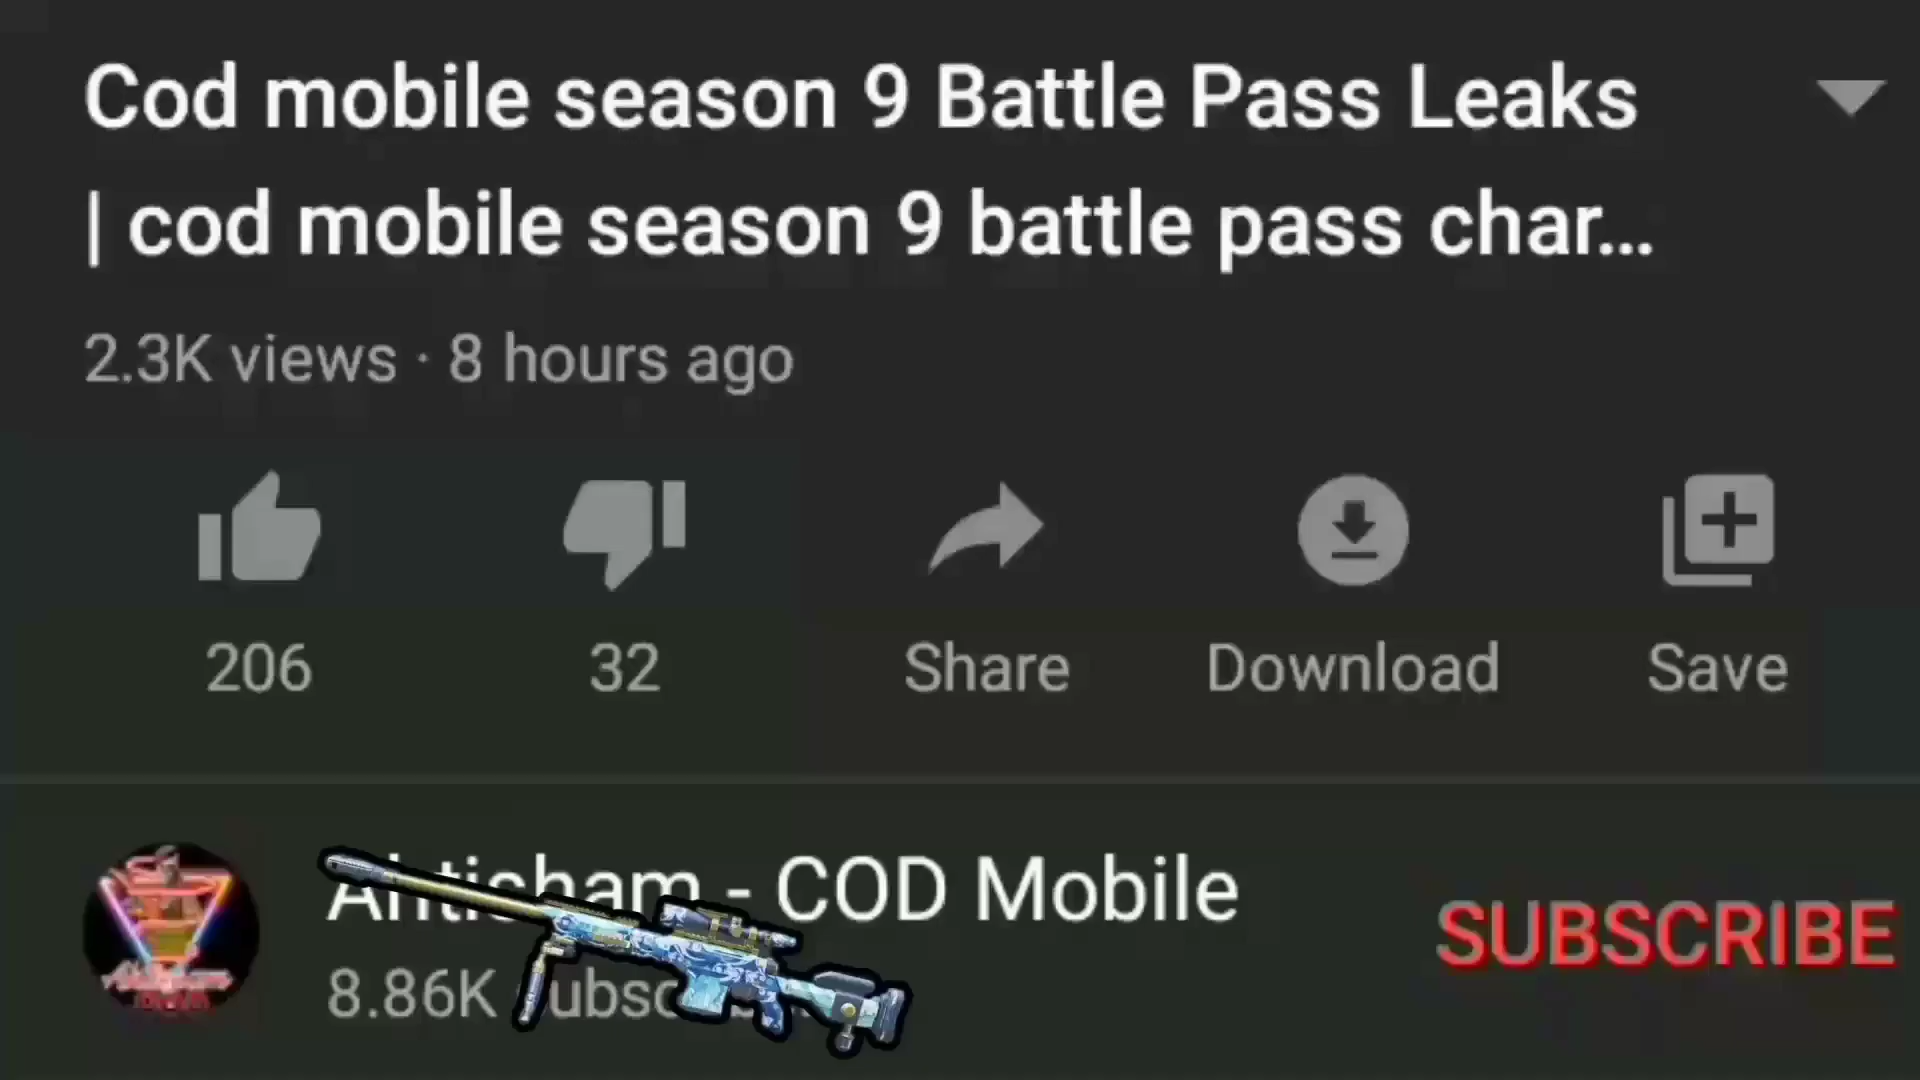 Cod mobile season 9 Battle Pass Leaks
| cod mobile season 9 battle pass char...
2.3K views · 8 hours ago
206 32 Share Download Save
Ahtisham - COD Mobile
8.86K
SUBSCRIBE